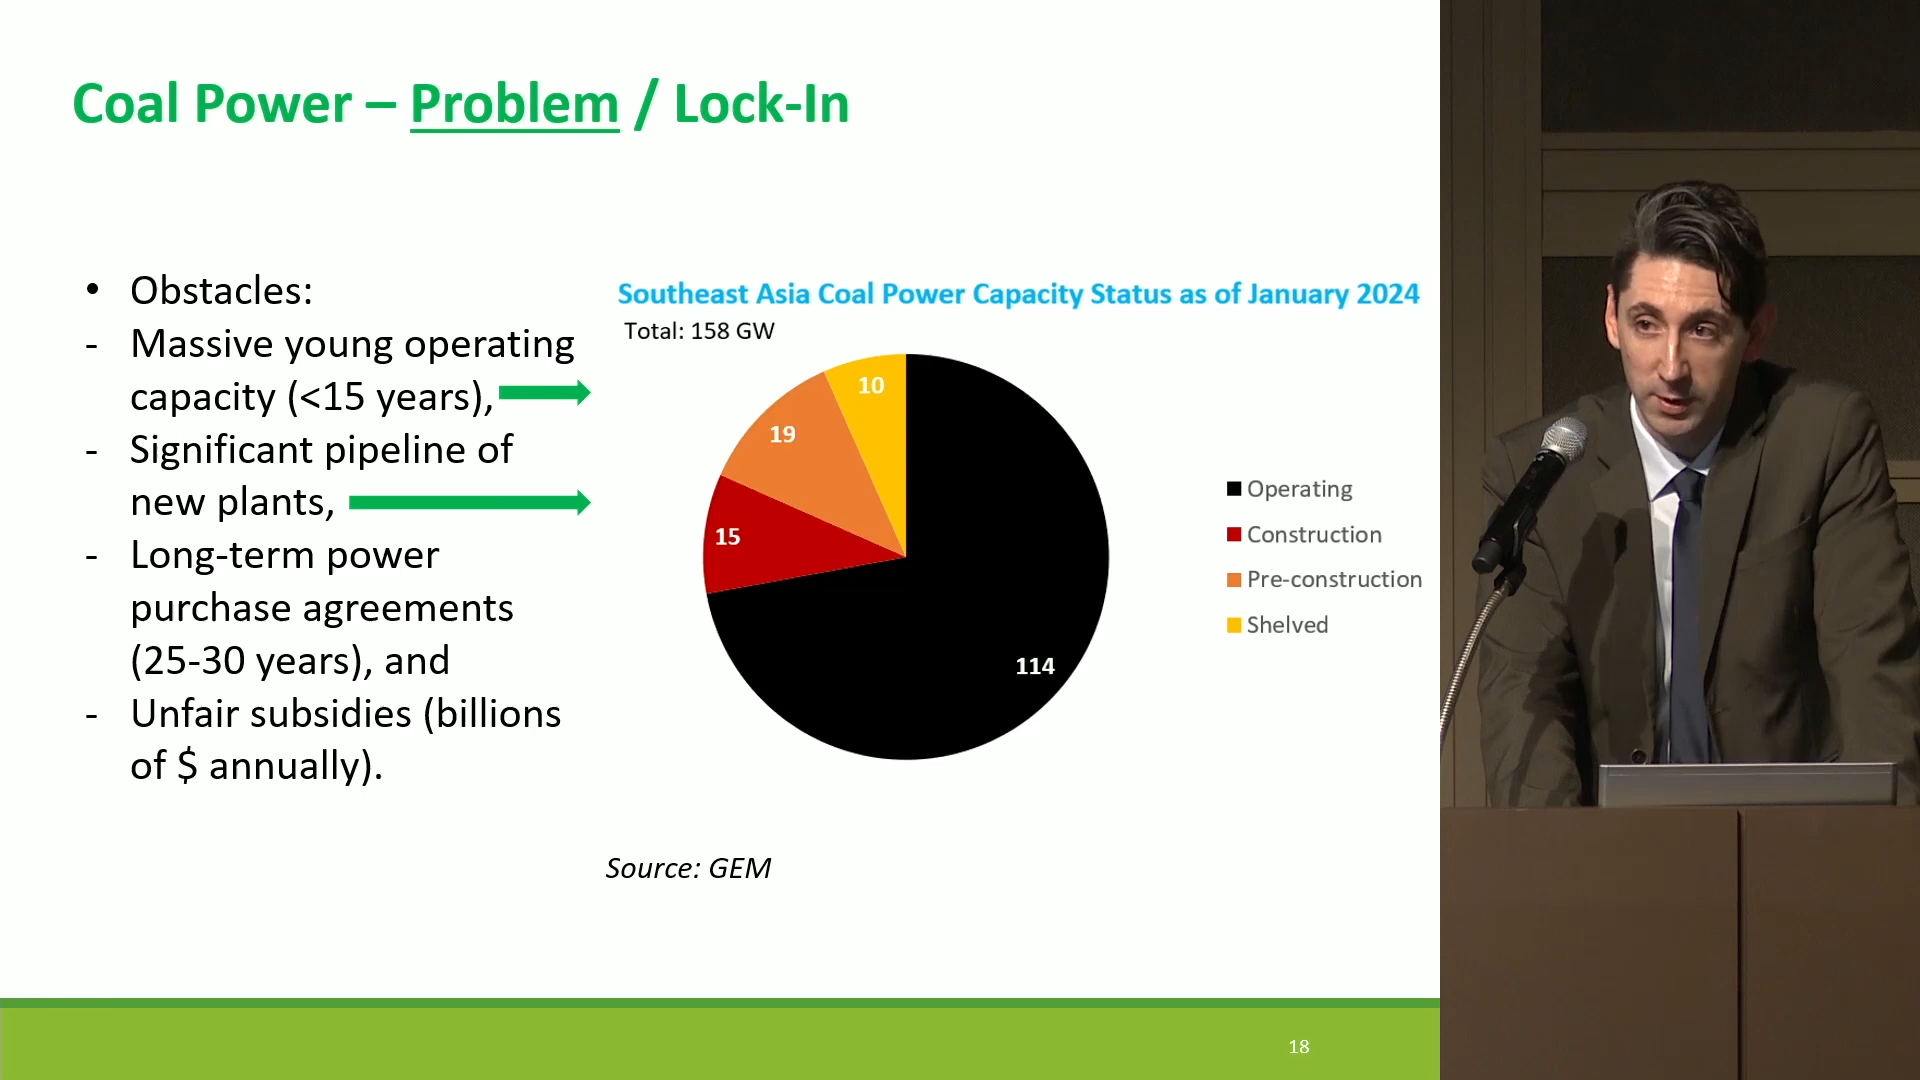 Coal Power – Problem / Lock-In
• Obstacles:
- Massive young operating
capacity (<15 years),
- Significant pipeline of
new plants,
- Long-term power
purchase agreements
(25-30 years), and
- Unfair subsidies (billions
of $ annually).
Southeast Asia Coal Power Capacity Status as of January 2024
Total: 158 GW
10
19
15
114
Operating
Construction
Pre-construction
Shelved
Source: GEM
18